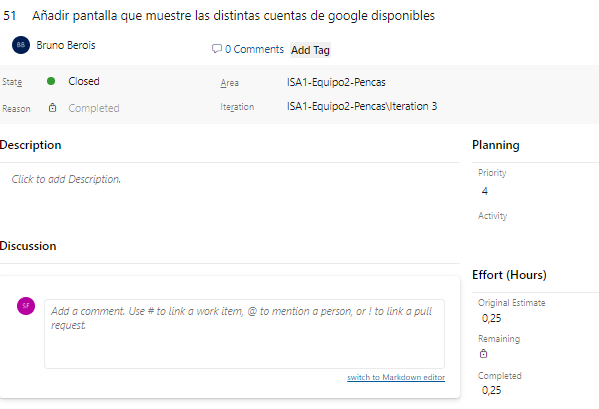 51 Añadir pantalla que muestre las distintas cuentas de google disponibles
BB Bruno Berois 0 Comments Add Tag
State Closed Area ISA1-Equipo2-Pencas
Reason Completed Iteration ISA1-Equipo2-Pencas\Iteration 3
Description
Click to add Description.
Planning
Priority
4
Activity
Discussion
SF Add a comment. Use # to link a work item, @ to mention a person, or ! to link a pull
request.
switch to Markdown editor
Effort (Hours)
Original Estimate
0,25
Remaining
Completed
0,25